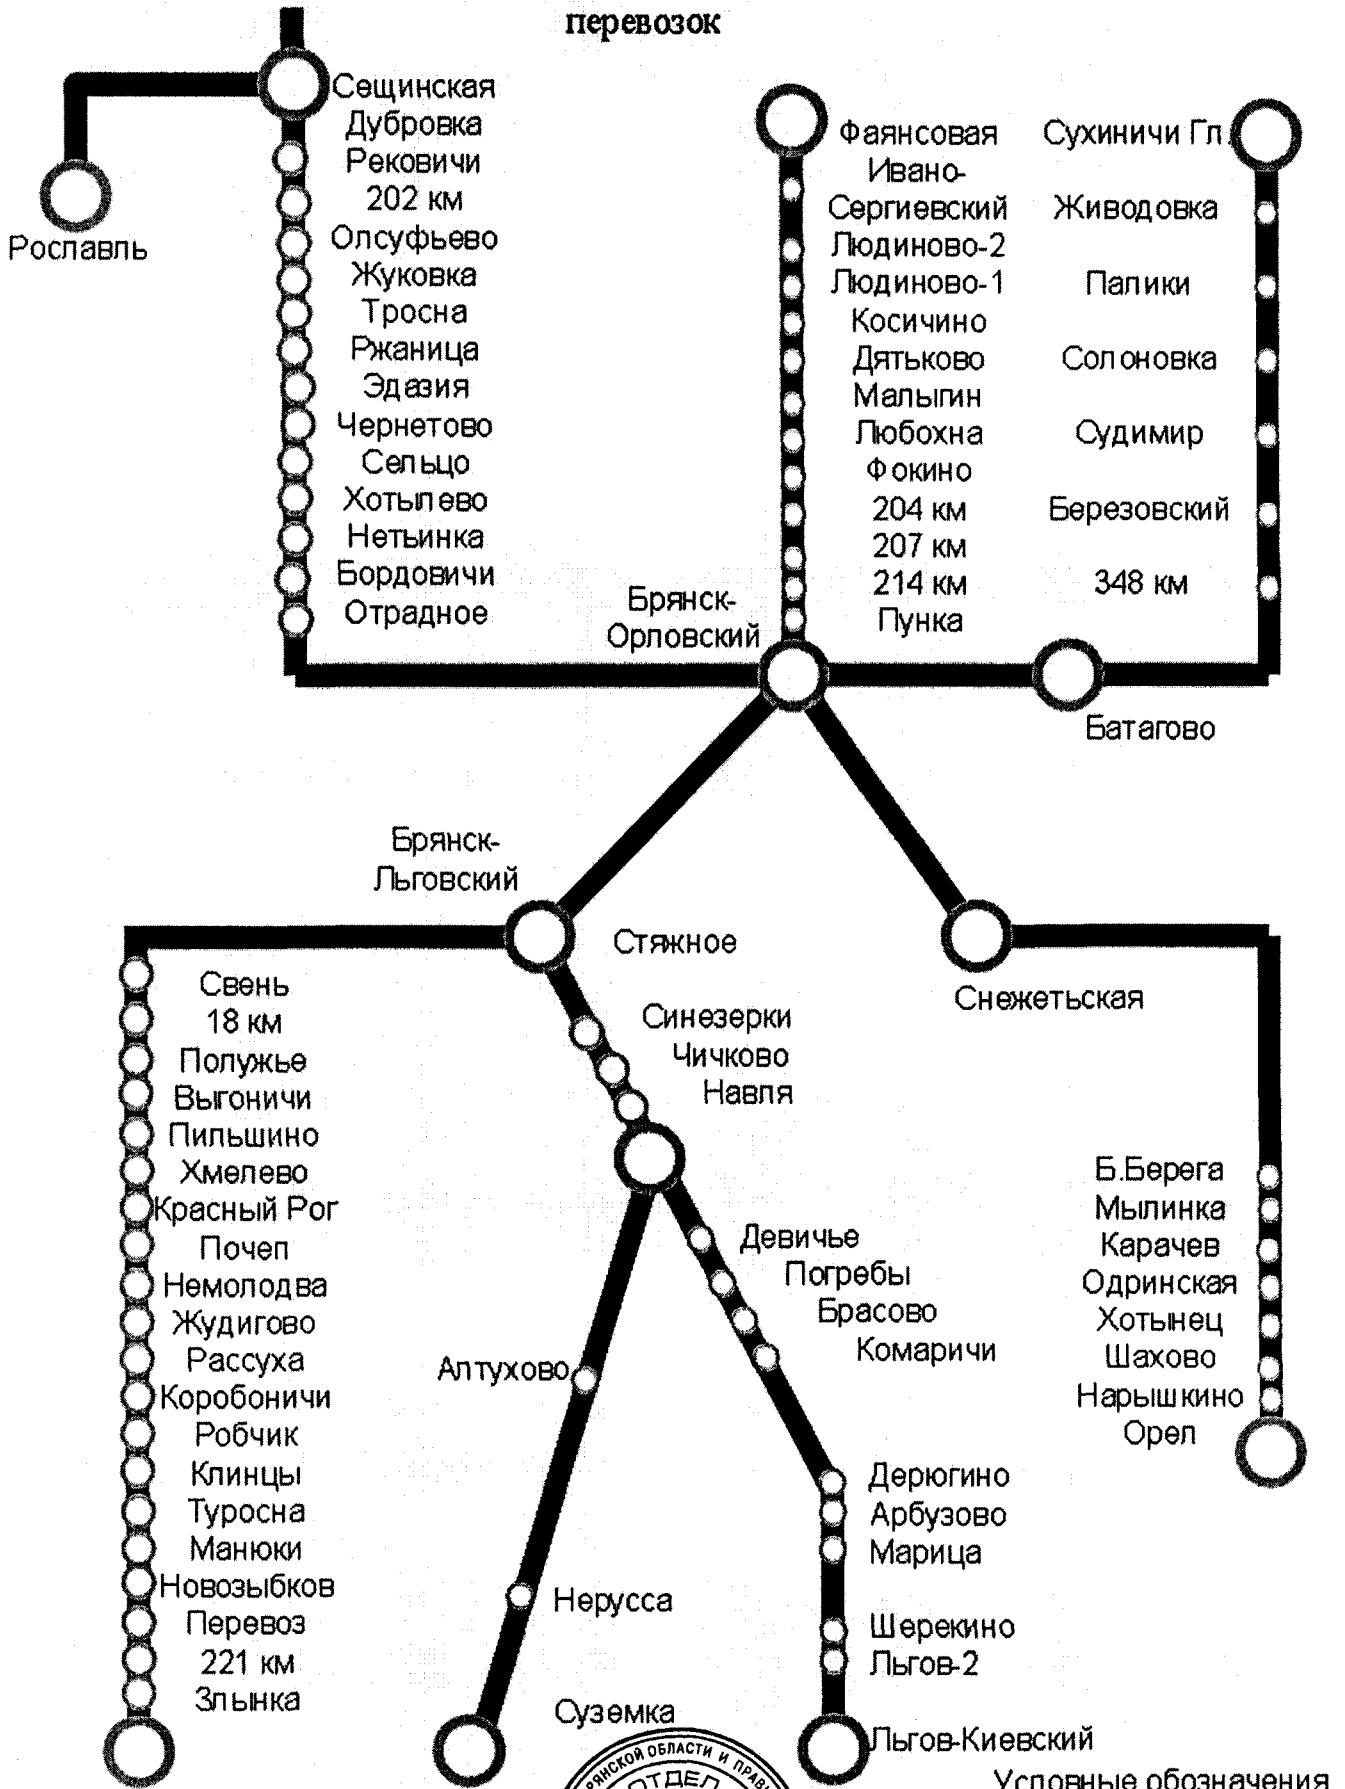 перевозок
Сещинская
Дубровка
Рековичи
202 км
Олсуфьево
Жуковка
Тросна
Ржаница
Эдазия
Чернетово
Сельцо
Хотылево
Нетьинка
Бордовичи
Отрадное
Рославль
Фаянсовая
Ивано-
Сергиевский
Людиново-2
Людиново-1
Косичино
Дятьково
Малыгин
Любохна
Фокино
204 км
207 км
214 км
Пунка
Сухиничи Гл.
Живодовка
Палики
Солоновка
Судимир
Березовский
348 км
Брянск-
Орловский
Батагово
Брянск-
Льговский
Стяжное
Снежетьская
Свень
18 км
Полужье
Выгоничи
Пильшино
Хмелево
Красный Рог
Почеп
Немолодва
Жудигово
Рассуха
Коробоничи
Робчик
Клинцы
Туросна
Манюки
Новозыбков
Перевоз
221 км
Злынка
Синезерки
Чичково
Навля
Девичье
Погребы
Брасово
Комаричи
Алтухово
Нерусса
Суземка
Дерюгино
Арбузово
Марица
Шерекино
Льгов-2
Льгов-Киевский
Б.Берега
Мылинка
Карачев
Одринская
Хотынец
Шахово
Нарышкино
Орел
ОБЛАСТИ И
ОТДЕЛ
Условные обозначения